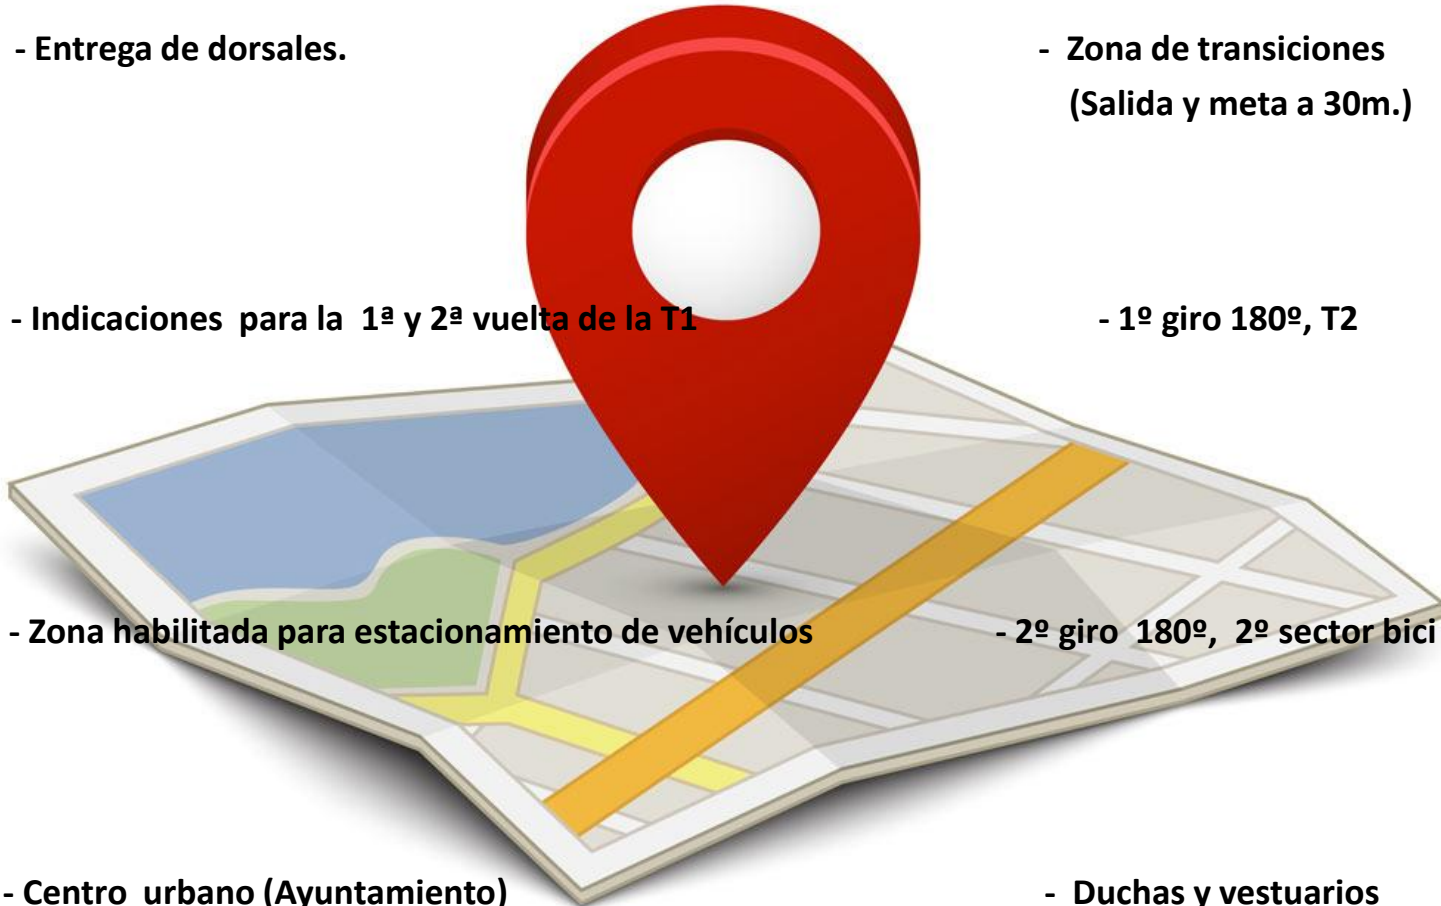 - Entrega de dorsales.
- Zona de transiciones
(Salida y meta a 30m.)
- Indicaciones para la 1ª y 2ª vuelta de la T1
- 1º giro 180º, T2
- Zona habilitada para estacionamiento de vehículos
- 2º giro 180º, 2º sector bici
- Centro urbano (Ayuntamiento)
- Duchas y vestuarios